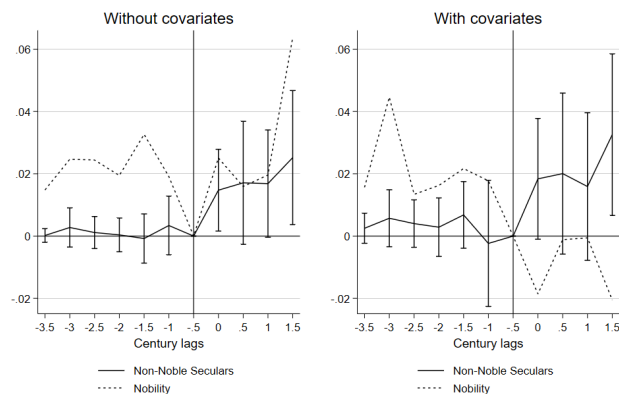 Without covariates
.06
.04
.02
0
-.02
-3.5 -3 -2.5 -2 -1.5 -1 -.5 0 .5 1 1.5
Century lags
Non-Noble Seculars
Nobility
With covariates
.06
.04
.02
0
-.02
-3.5 -3 -2.5 -2 -1.5 -1 -.5 0 .5 1 1.5
Century lags
Non-Noble Seculars
Nobility